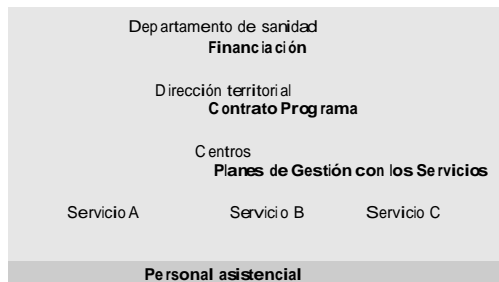 Departamento de sanidad
Financiación
Dirección territorial
Contrato Programa
Centros
Planes de Gestión con los Servicios
Servicio A Servicio B Servicio C
Personal asistencial